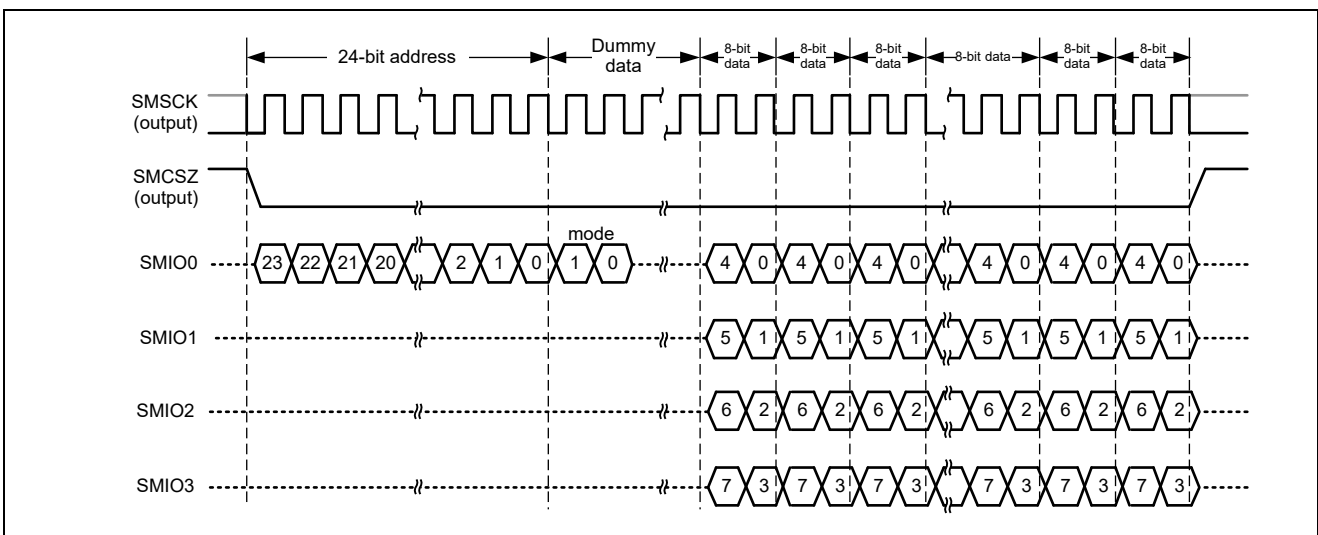 24-bit address
Dummy
data
8-bit
data
8-bit
data
8-bit
data
8-bit data
8-bit
data
8-bit
data
SMSCK
(output)
SMCSZ
(output)
mode
SMIO0 23 22 21 20 2 1 0 1 0 4 0 4 0 4 0 4 0 4 0 4 0
SMIO1 5 1 5 1 5 1 5 1 5 1 5 1
SMIO2 6 2 6 2 6 2 6 2 6 2 6 2
SMIO3 7 3 7 3 7 3 7 3 7 3 7 3